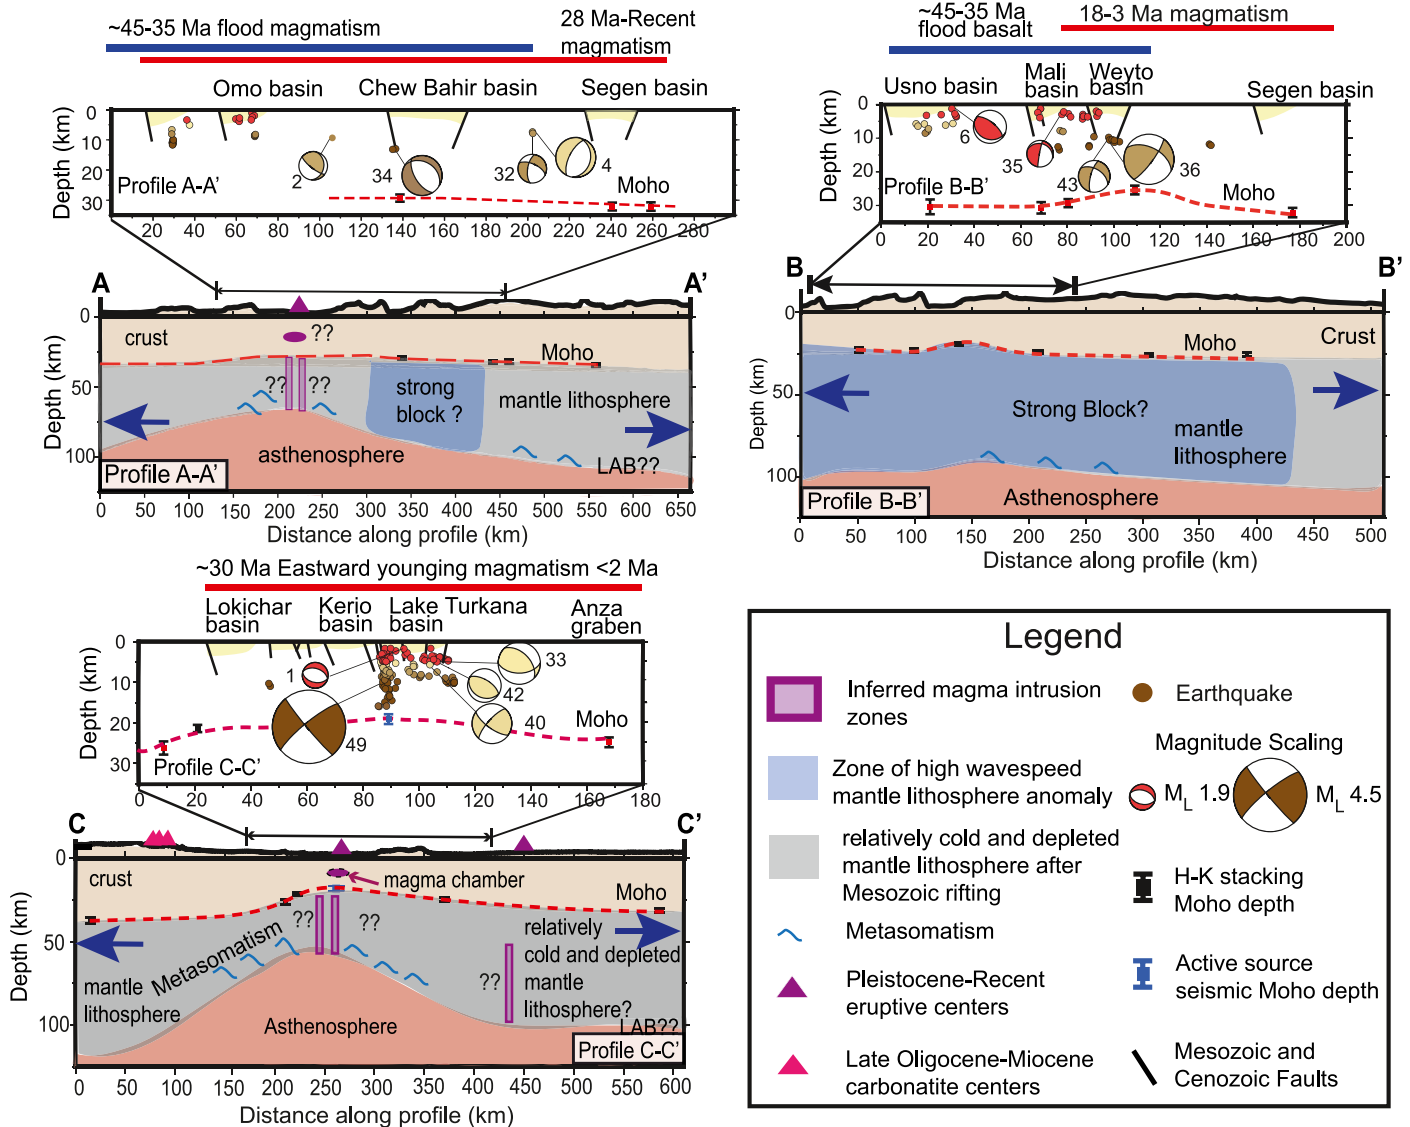 ~45-35 Ma flood magmatism
28 Ma-Recent
magmatism
Omo basin
Chew Bahir basin
Segen basin
Depth (km)
0
10
20
30
2
34
32
4
Profile A-A'
Moho
20 40 60 80 100 120 140 160 180 200 220 240 260 280
A
A'
Depth (km)
0
50
100
crust
??
Moho
??
??
strong
block ?
mantle lithosphere
asthenosphere
LAB??
Profile A-A'
0 50 100 150 200 250 300 350 400 450 500 550 600 650
Distance along profile (km)
~45-35 Ma
flood basalt
18-3 Ma magmatism
Usno basin
Mali
basin
Weyto
basin
Segen basin
Depth (km)
0
10
20
30
6
35
43
36
Profile B-B'
Moho
0 20 40 60 80 100 120 140 160 180 200
B
B'
Depth (km)
0
50
100
Moho
Crust
Strong Block?
mantle
lithosphere
Profile B-B'
Asthenosphere
0 50 100 150 200 250 300 350 400 450 500
Distance along profile (km)
~30 Ma Eastward younging magmatism <2 Ma
Lokichar
basin
Kerio
basin
Lake Turkana
basin
Anza
graben
Depth (km)
0
10
20
30
1
33
42
40
49
Profile C-C'
Moho
0 20 40 60 80 100 120 140 160 180
C
C'
Depth (km)
0
50
100
crust
magma chamber
Moho
??
??
Metasomatism
mantle
lithosphere
relatively
cold and depleted
mantle
lithosphere?
??
Asthenosphere
LAB??
Profile C-C'
0 50 100 150 200 250 300 350 400 450 500 550 600
Distance along profile (km)
Legend
Inferred magma intrusion
zones
Zone of high wavespeed
mantle lithosphere anomaly
relatively cold and depleted
mantle lithosphere after
Mesozoic rifting
Metasomatism
Pleistocene-Recent
eruptive centers
Late Oligocene-Miocene
carbonatite centers
Earthquake
Magnitude Scaling
ML 1.9
ML 4.5
H-K stacking
Moho depth
Active source
seismic Moho depth
Mesozoic and
Cenozoic Faults